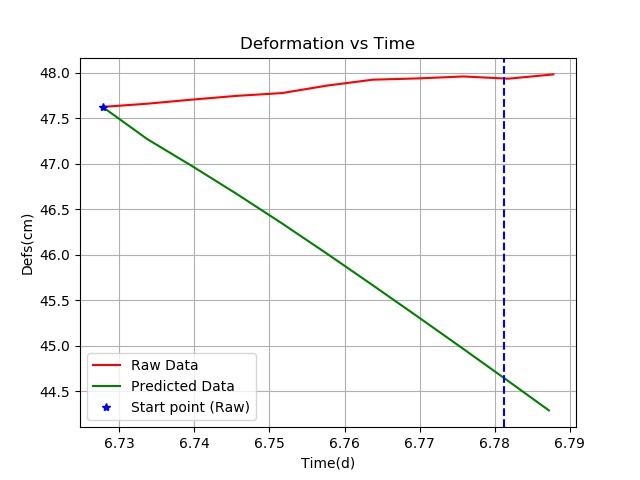 Deformation vs Time
Defs(cm)
48.0
47.5
47.0
46.5
46.0
45.5
45.0
44.5
Raw Data
Predicted Data
Start point (Raw)
6.73 6.74 6.75 6.76 6.77 6.78 6.79
Time(d)